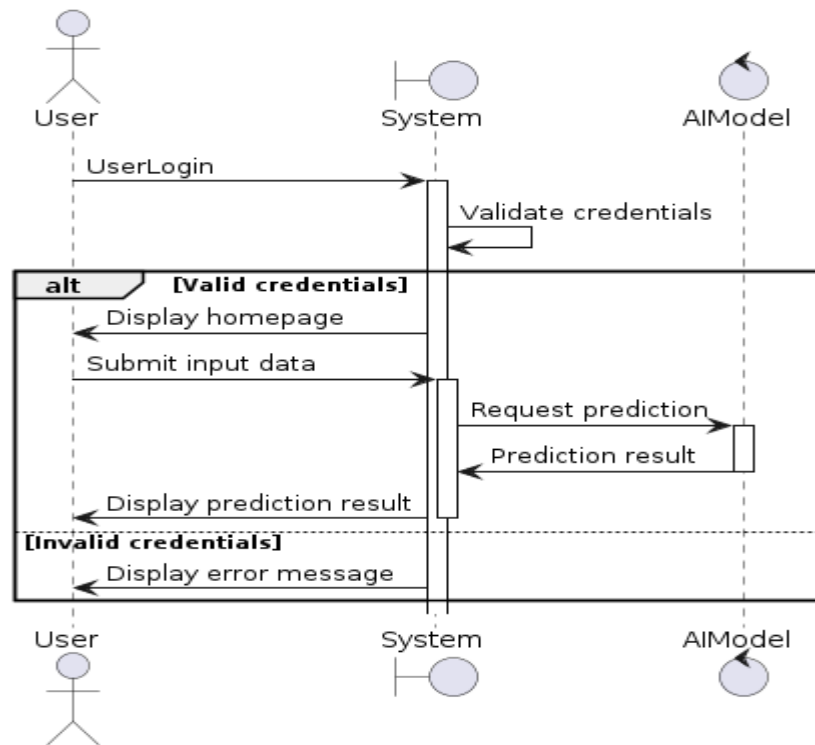 User
System
AIModel
UserLogin
Validate credentials
alt [Valid credentials]
Display homepage
Submit input data
Request prediction
Prediction result
Display prediction result
[Invalid credentials]
Display error message
User
System
AIModel